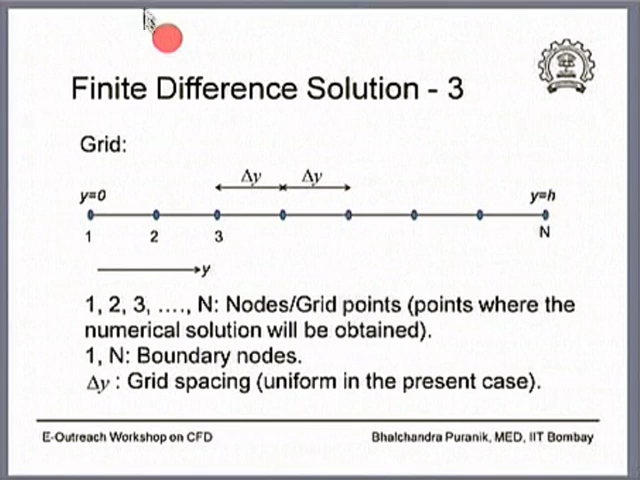 Finite Difference Solution - 3
Grid:
Δy Δy
y=0 y=h
1 2 3 N
y
1, 2, 3, ...., N: Nodes/Grid points (points where the
numerical solution will be obtained).
1, N: Boundary nodes.
Δy : Grid spacing (uniform in the present case).
E-Outreach Workshop on CFD Bhalchandra Puranik, MED, IIT Bombay